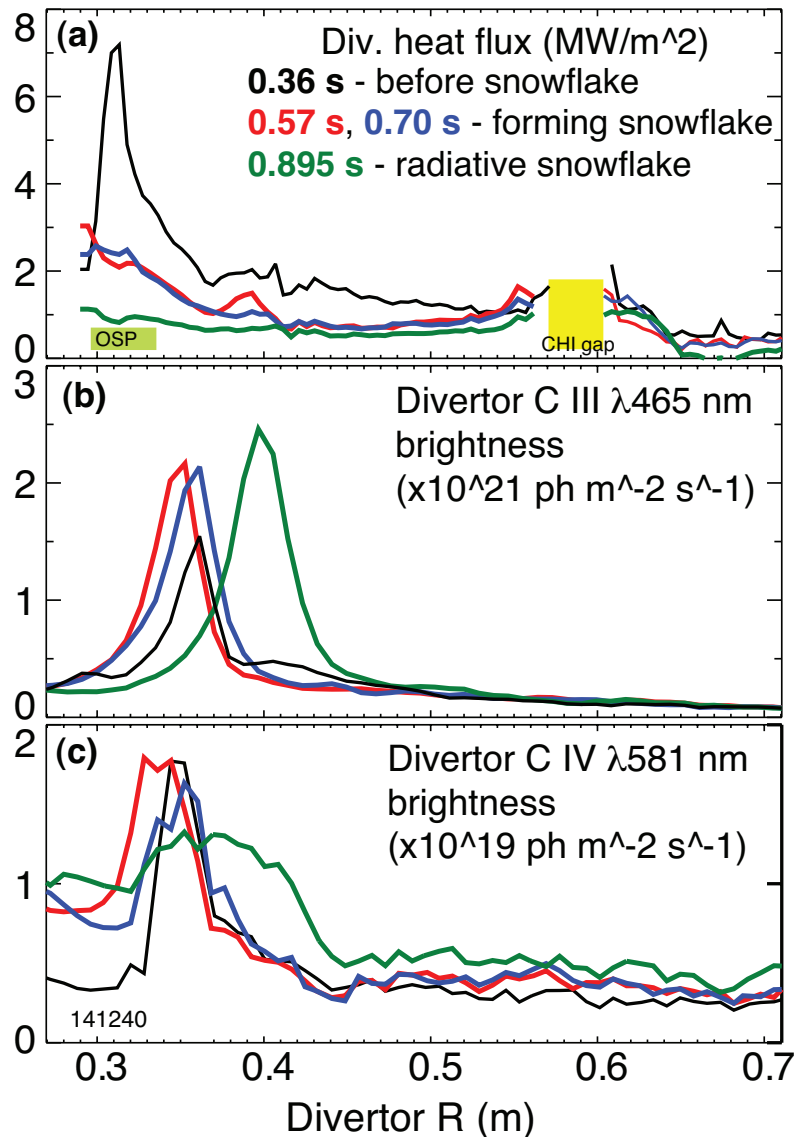 (a)
Div. heat flux (MW/m^2)
0.36 s - before snowflake
0.57 s, 0.70 s - forming snowflake
0.895 s - radiative snowflake
8
6
4
2
0
OSP
CHI gap
(b)
Divertor C III λ465 nm
brightness
(x10^21 ph m^-2 s^-1)
3
2
1
0
(c)
Divertor C IV λ581 nm
brightness
(x10^19 ph m^-2 s^-1)
2
1
0
141240
0.3 0.4 0.5 0.6 0.7
Divertor R (m)